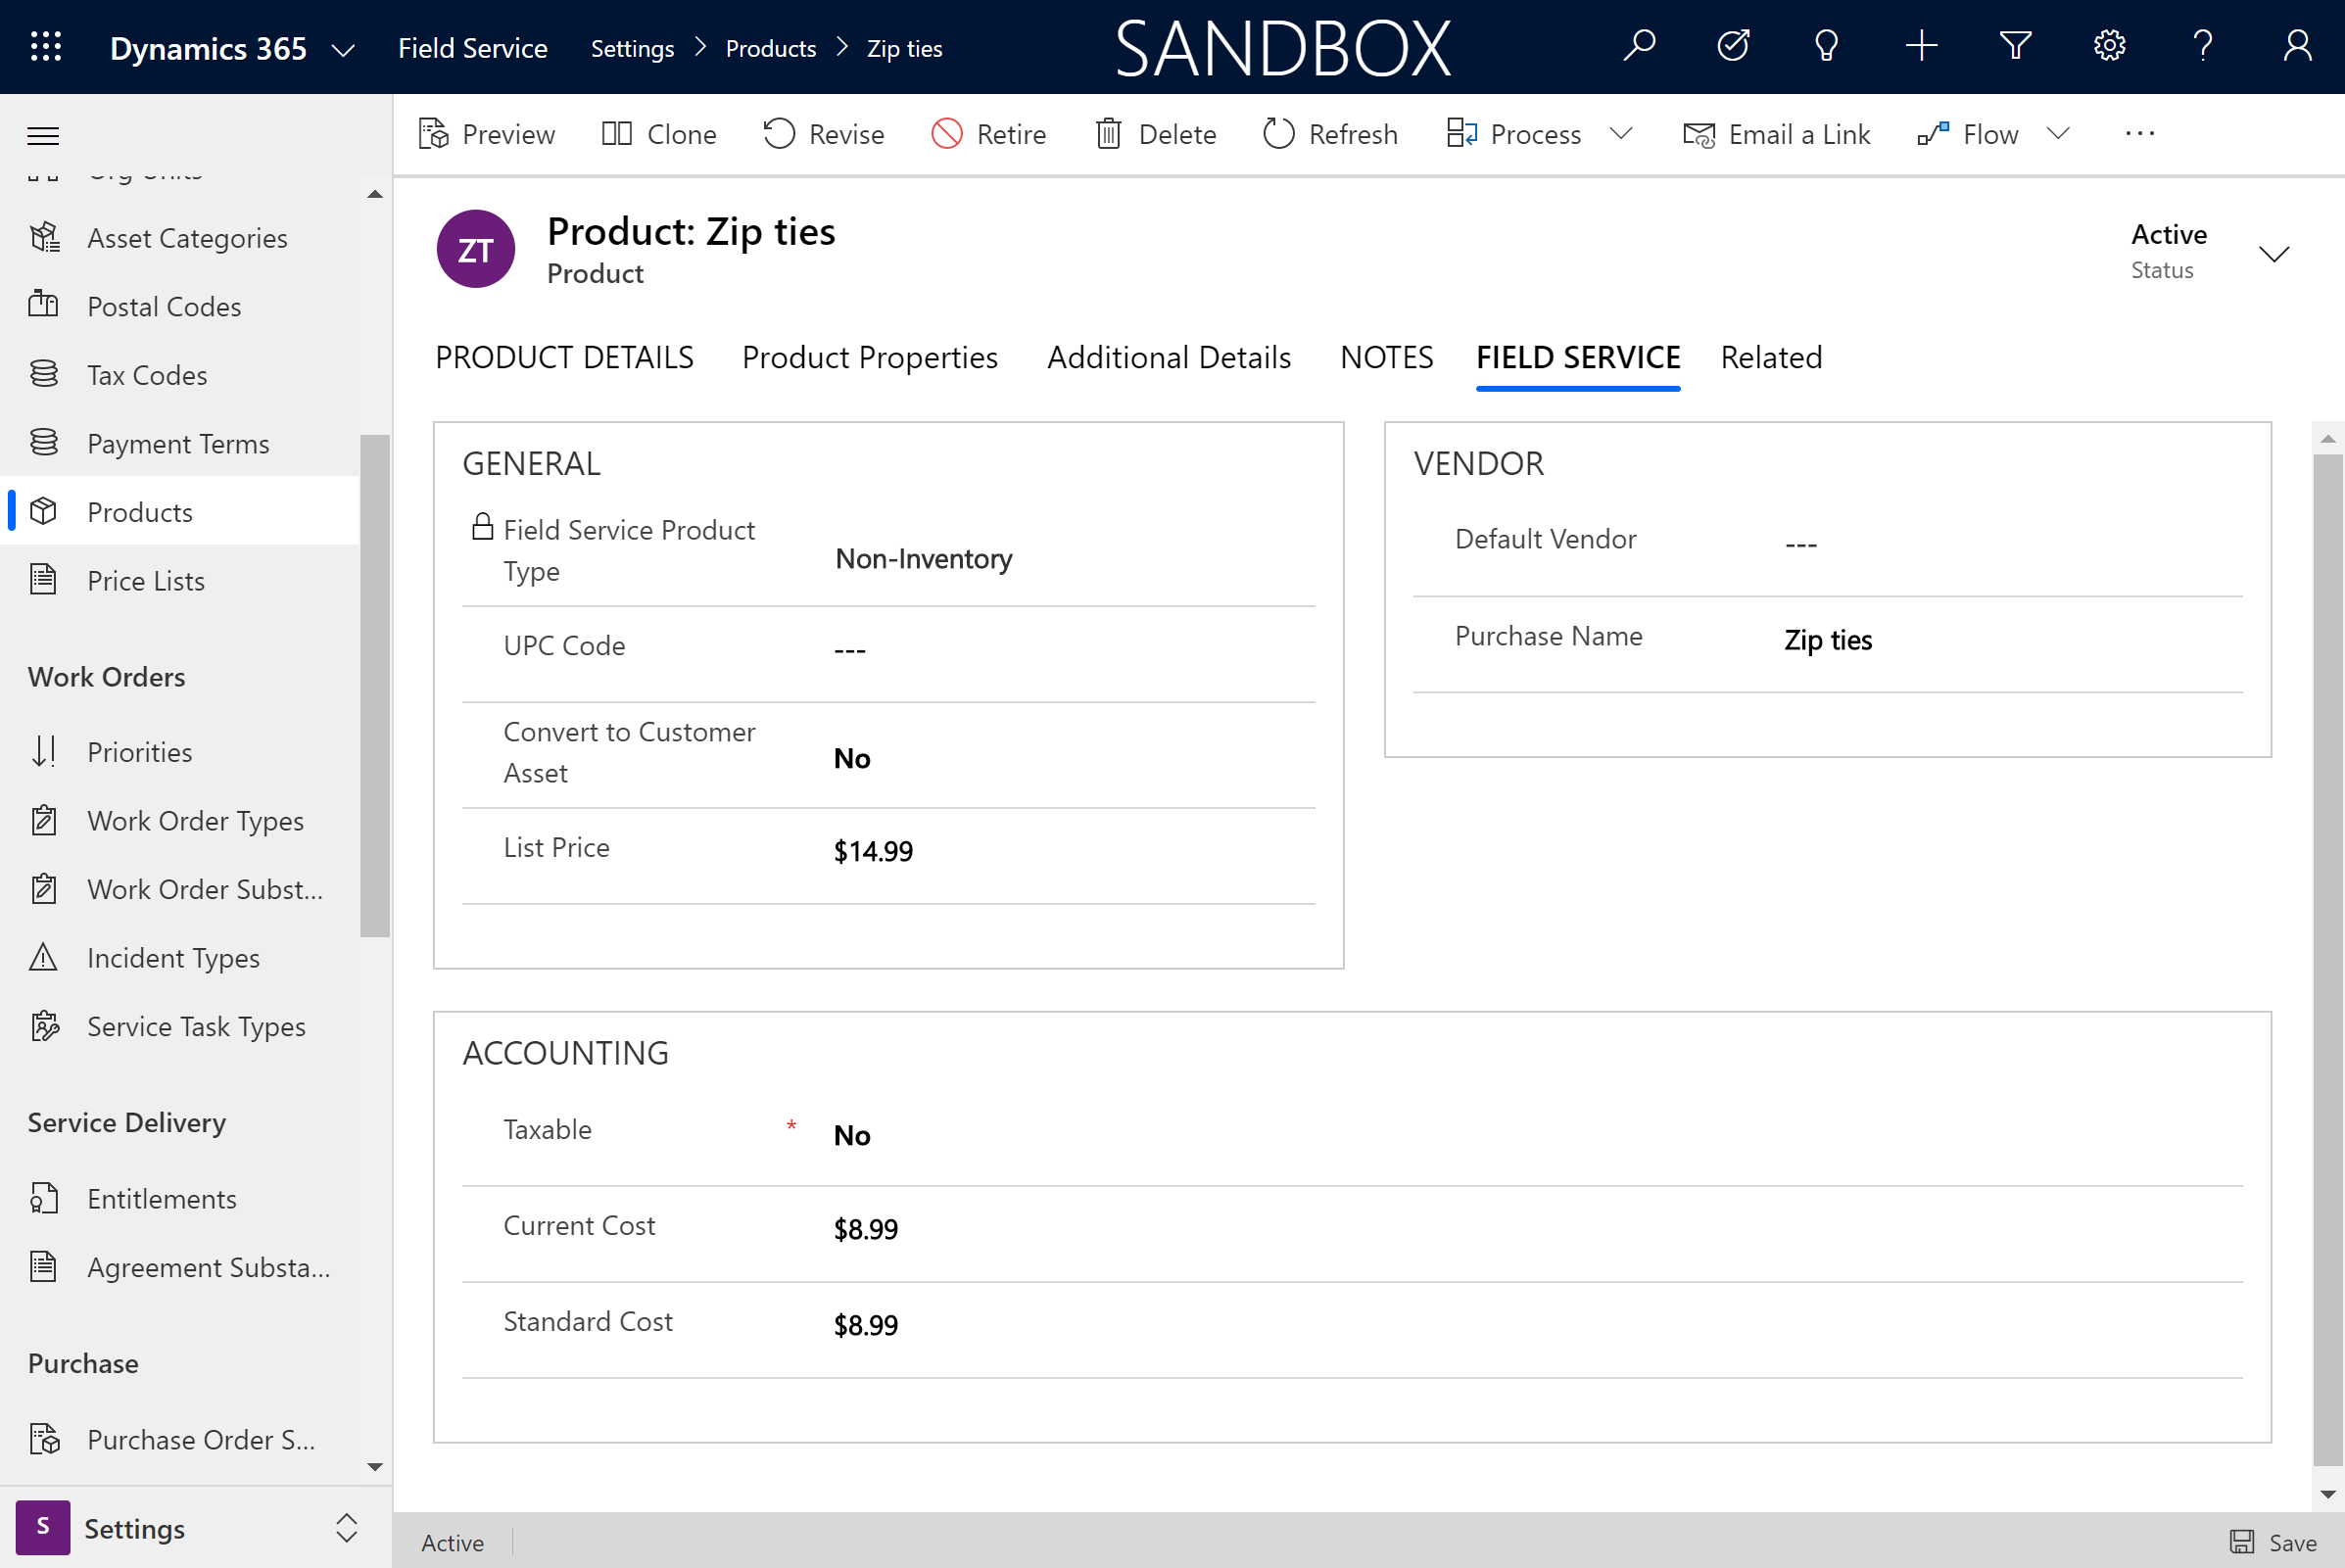 Dynamics 365
Field Service
Settings
Products
Zip ties
SANDBOX
Preview
Clone
Revise
Retire
Delete
Refresh
Process
Email a Link
Flow
Org Units
Asset Categories
Postal Codes
Tax Codes
Payment Terms
Products
Price Lists
Work Orders
Priorities
Work Order Types
Work Order Subst...
Incident Types
Service Task Types
Service Delivery
Entitlements
Agreement Substa...
Purchase
Purchase Order S...
S
Settings
ZT
Product: Zip ties
Product
Active
Status
PRODUCT DETAILS
Product Properties
Additional Details
NOTES
FIELD SERVICE
Related
GENERAL
Field Service Product
Type
Non-Inventory
UPC Code
---
Convert to Customer
Asset
No
List Price
$14.99
VENDOR
Default Vendor
---
Purchase Name
Zip ties
ACCOUNTING
Taxable
*
No
Current Cost
$8.99
Standard Cost
$8.99
Active
Save